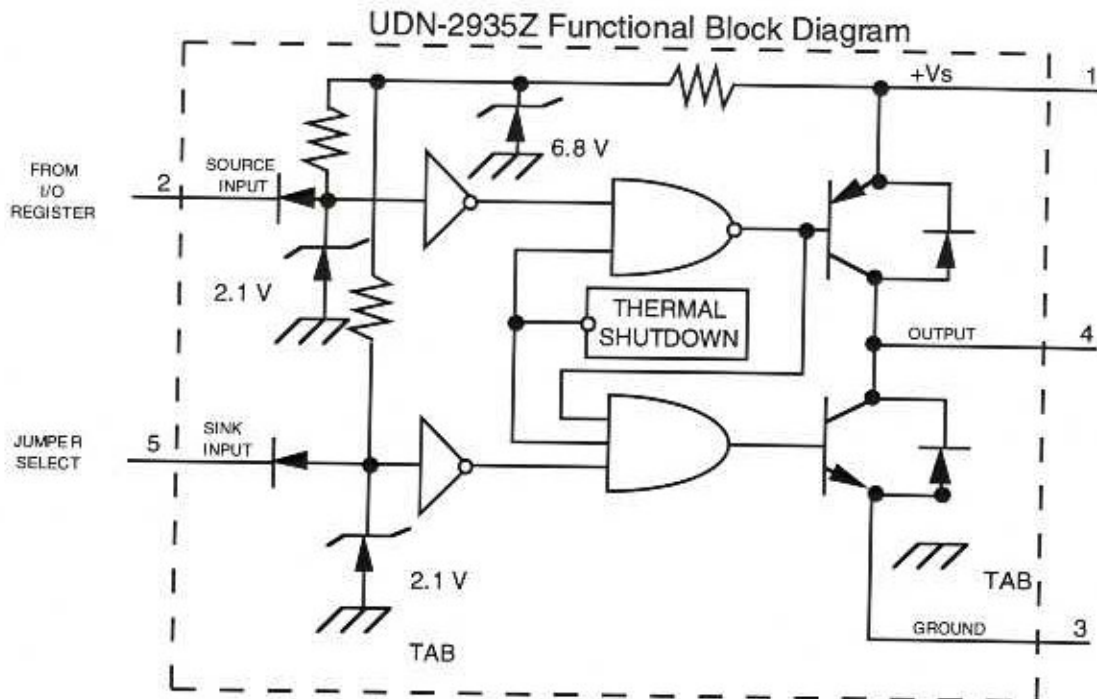 UDN-2935Z Functional Block Diagram
+Vs
1
6.8 V
FROM
I/O
REGISTER
2
SOURCE
INPUT
2.1 V
THERMAL
SHUTDOWN
OUTPUT
4
JUMPER
SELECT
5
SINK
INPUT
2.1 V
TAB
TAB
GROUND
3